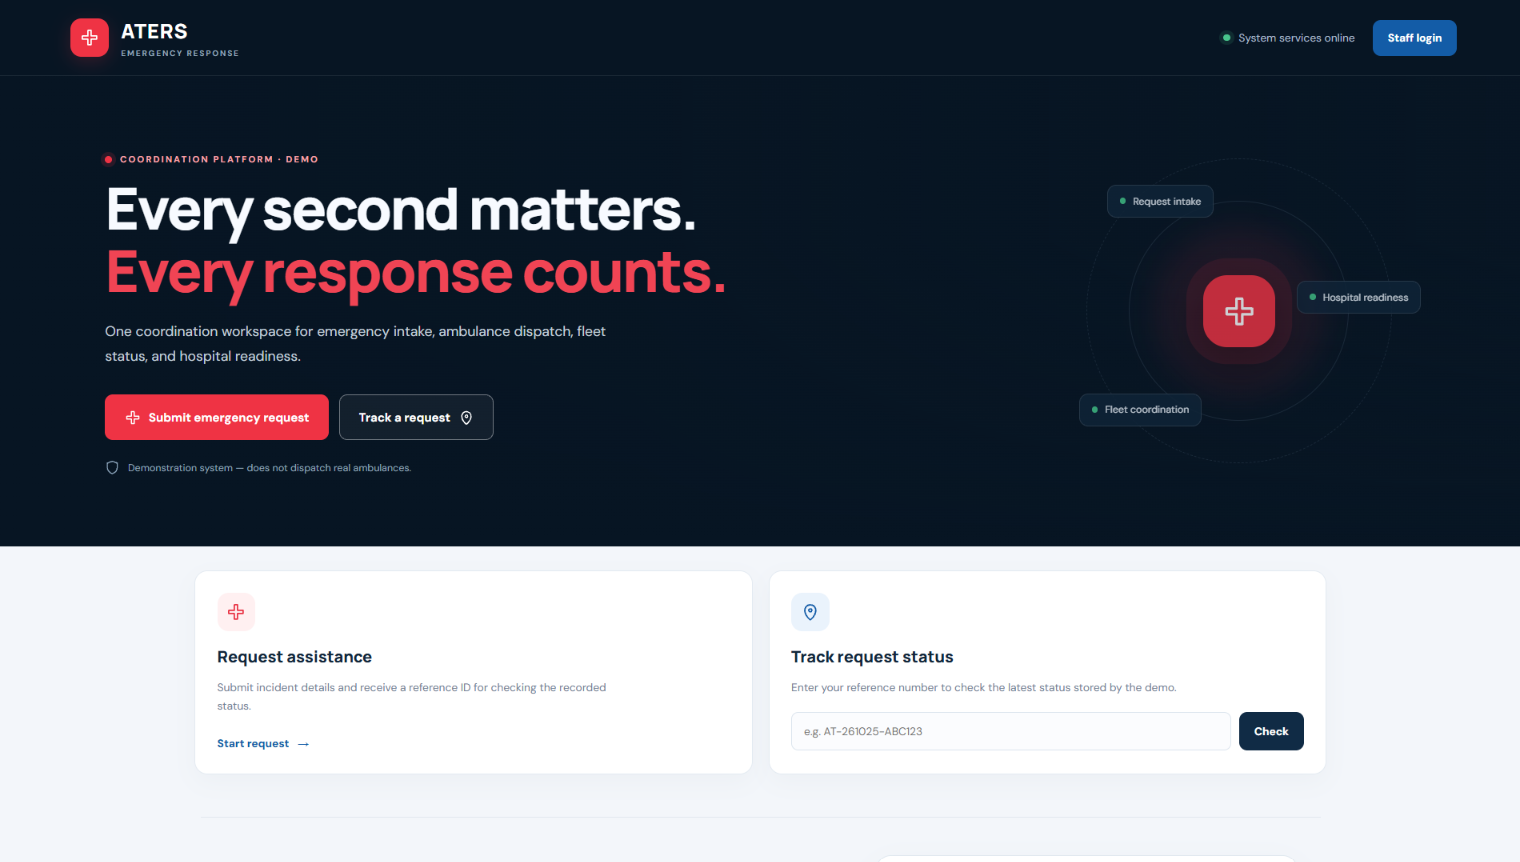 ATERS
EMERGENCY RESPONSE
System services online
Staff login
COORDINATION PLATFORM · DEMO
Every second matters.
Every response counts.
One coordination workspace for emergency intake, ambulance dispatch, fleet
status, and hospital readiness.
Submit emergency request
Track a request
Demonstration system — does not dispatch real ambulances.
Request intake
Hospital readiness
Fleet coordination
Request assistance
Submit incident details and receive a reference ID for checking the recorded
status.
Start request →
Track request status
Enter your reference number to check the latest status stored by the demo.
e.g. AT-261025-ABC123
Check